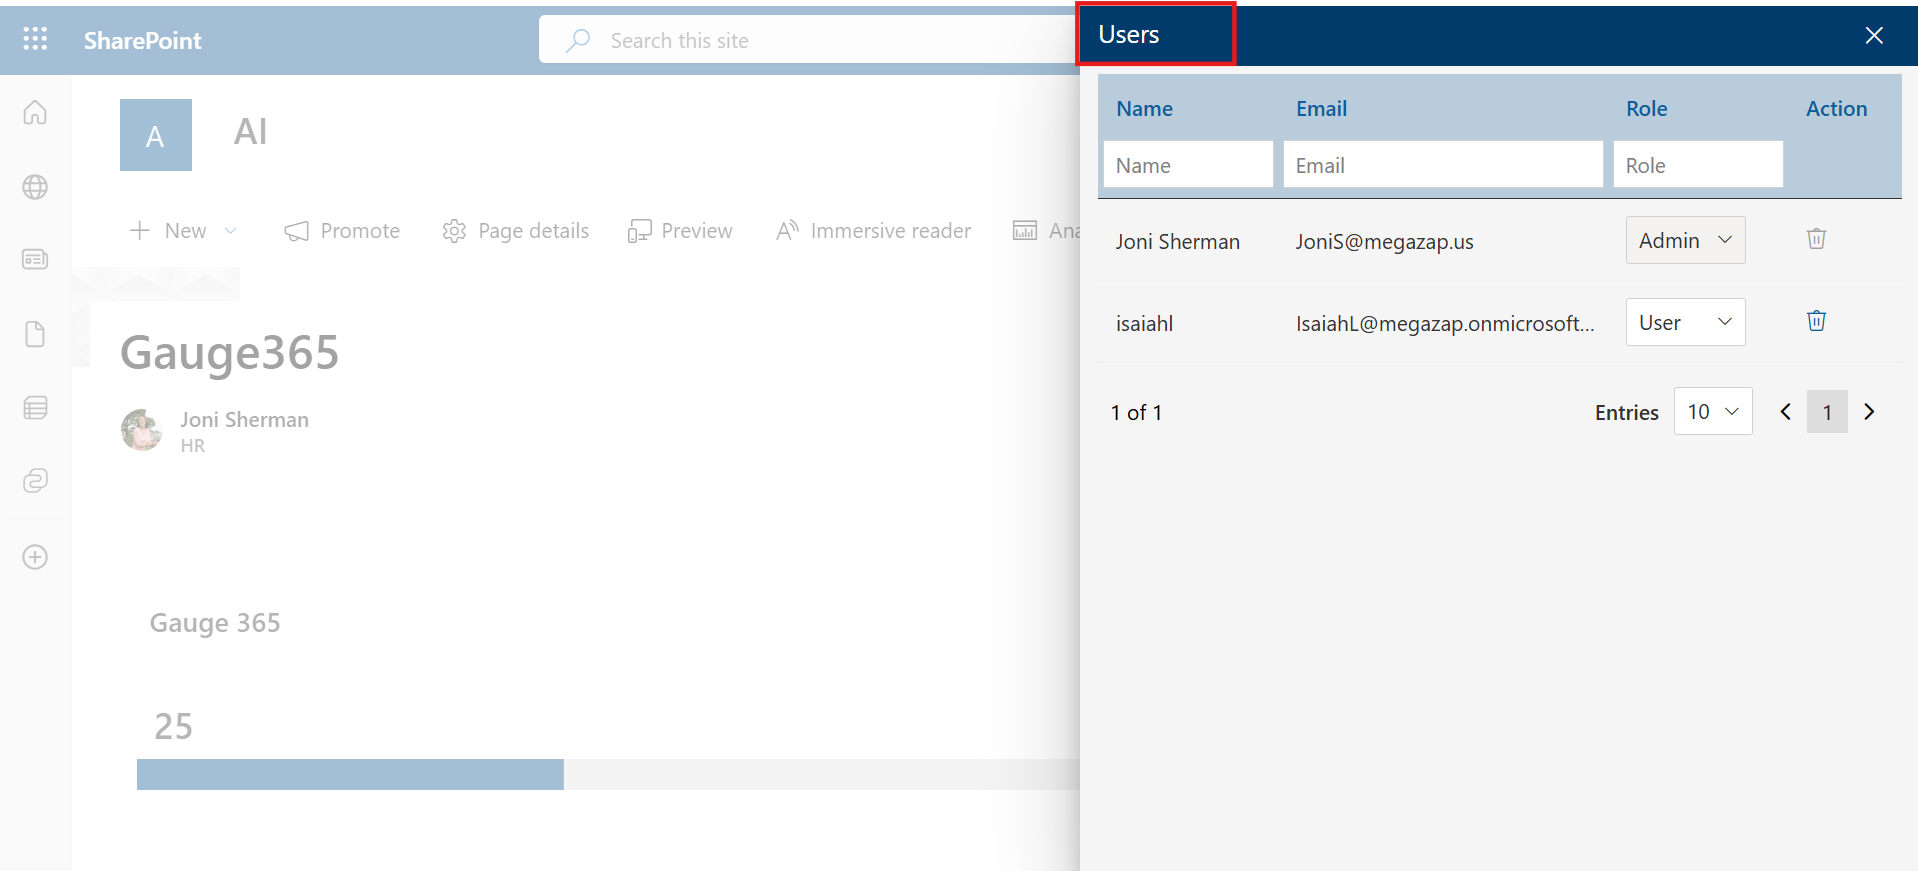 SharePoint
Search this site
A
AI
New
Promote
Page details
Preview
Immersive reader
Ana
Gauge365
Joni Sherman
HR
Gauge 365
25
Users
Name Email Role Action
Name Email Role
Joni Sherman JoniS@megazap.us Admin
isaiahl IsaiahL@megazap.onmicrosoft... User
1 of 1 Entries 10 1